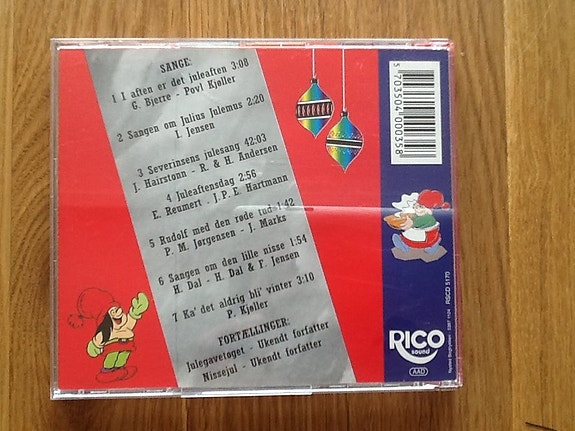 SANGE:
1 I aften er det juleaften 3:08
G. Bjerre - Povl Kjøller
2 Sangen om Julius Julemus 2:20
I. Jensen
3 Severinsens julesang 42:03
J. Hairstonn - R. & H. Andersen
4 Juleaftensdag 2:56
E. Reumert - J.P.E. Hartmann
5 Rudolf med den røde tud 1:42
P. M. Jørgensen - J. Marks
6 Sangen om den lille nisse 1:54
H. Dal - H. Dal & F. Jensen
7 Ka' det aldrig bli' vinter 3:10
P. Kjøller
FORTÆLLINGER:
Julegavetoget - Ukendt forfatter
Nissejul - Ukendt forfatter
5 703504 000358
RICO
sound
AAD
RGCD 5170